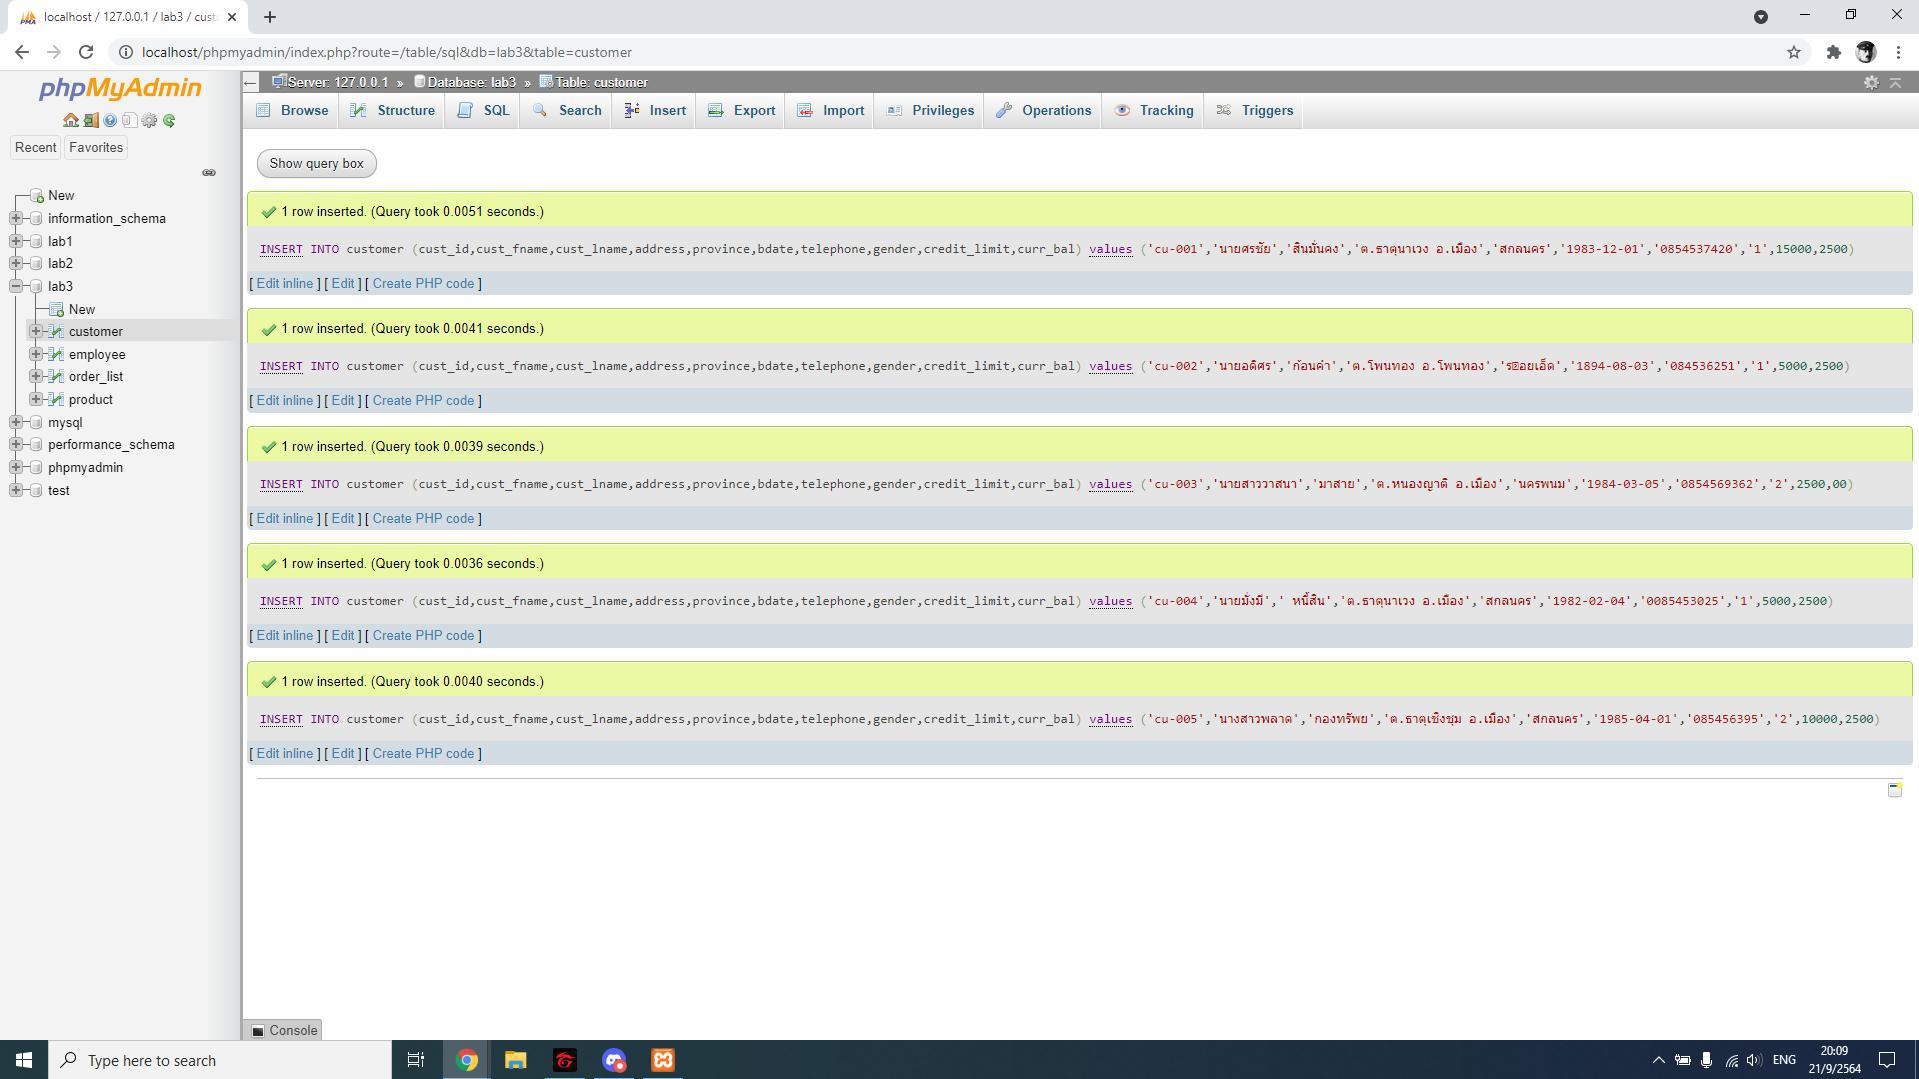 localhost / 127.0.0.1 / lab3 / cust
localhost/phpmyadmin/index.php?route=/table/sql&db=lab3&table=customer
phpMyAdmin
Recent Favorites
New
information_schema
lab1
lab2
lab3
New
customer
employee
order_list
product
mysql
performance_schema
phpmyadmin
test
Server: 127.0.0.1 » Database: lab3 » Table: customer
Browse Structure SQL Search Insert Export Import Privileges Operations Tracking Triggers
Show query box
1 row inserted. (Query took 0.0051 seconds.)
INSERT INTO customer (cust_id,cust_fname,cust_lname,address,province,bdate,telephone,gender,credit_limit,curr_bal) values ('cu-001','นายศรชัย','สินมั่นคง','ต.ธาตุนาเวง อ.เมือง','สกลนคร','1983-12-01','0854537420','1',15000,2500)
[ Edit inline ] [ Edit ] [ Create PHP code ]
1 row inserted. (Query took 0.0041 seconds.)
INSERT INTO customer (cust_id,cust_fname,cust_lname,address,province,bdate,telephone,gender,credit_limit,curr_bal) values ('cu-002','นายอดิศร','ก้อนคำ','ต.โพนทอง อ.โพนทอง','รอยเอ็ด','1894-08-03','084536251','1',5000,2500)
[ Edit inline ] [ Edit ] [ Create PHP code ]
1 row inserted. (Query took 0.0039 seconds.)
INSERT INTO customer (cust_id,cust_fname,cust_lname,address,province,bdate,telephone,gender,credit_limit,curr_bal) values ('cu-003','นายสาววาสนา','มาสาย','ต.หนองญาติ อ.เมือง','นครพนม','1984-03-05','0854569362','2',2500,00)
[ Edit inline ] [ Edit ] [ Create PHP code ]
1 row inserted. (Query took 0.0036 seconds.)
INSERT INTO customer (cust_id,cust_fname,cust_lname,address,province,bdate,telephone,gender,credit_limit,curr_bal) values ('cu-004','นายมั่งมี',' หนี้สิน','ต.ธาตุนาเวง อ.เมือง','สกลนคร','1982-02-04','0085453025','1',5000,2500)
[ Edit inline ] [ Edit ] [ Create PHP code ]
1 row inserted. (Query took 0.0040 seconds.)
INSERT INTO customer (cust_id,cust_fname,cust_lname,address,province,bdate,telephone,gender,credit_limit,curr_bal) values ('cu-005','นางสาวพลาด','กองทรัพย','ต.ธาตุเชิงชุม อ.เมือง','สกลนคร','1985-04-01','085456395','2',10000,2500)
[ Edit inline ] [ Edit ] [ Create PHP code ]
Console
Type here to search
ENG
20:09
21/9/2564